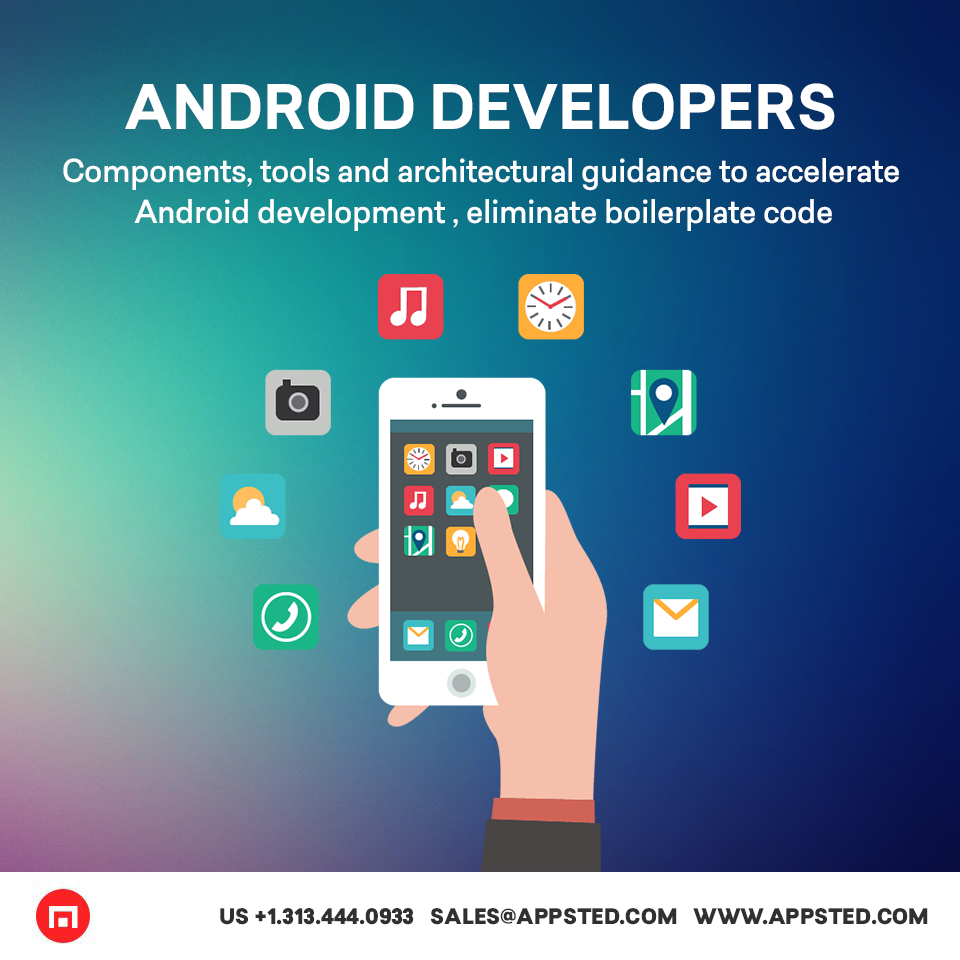 ANDROID DEVELOPERS
Components, tools and architectural guidance to accelerate
Android development , eliminate boilerplate code
US +1.313.444.0933 SALES@APPSTED.COM WWW.APPSTED.COM